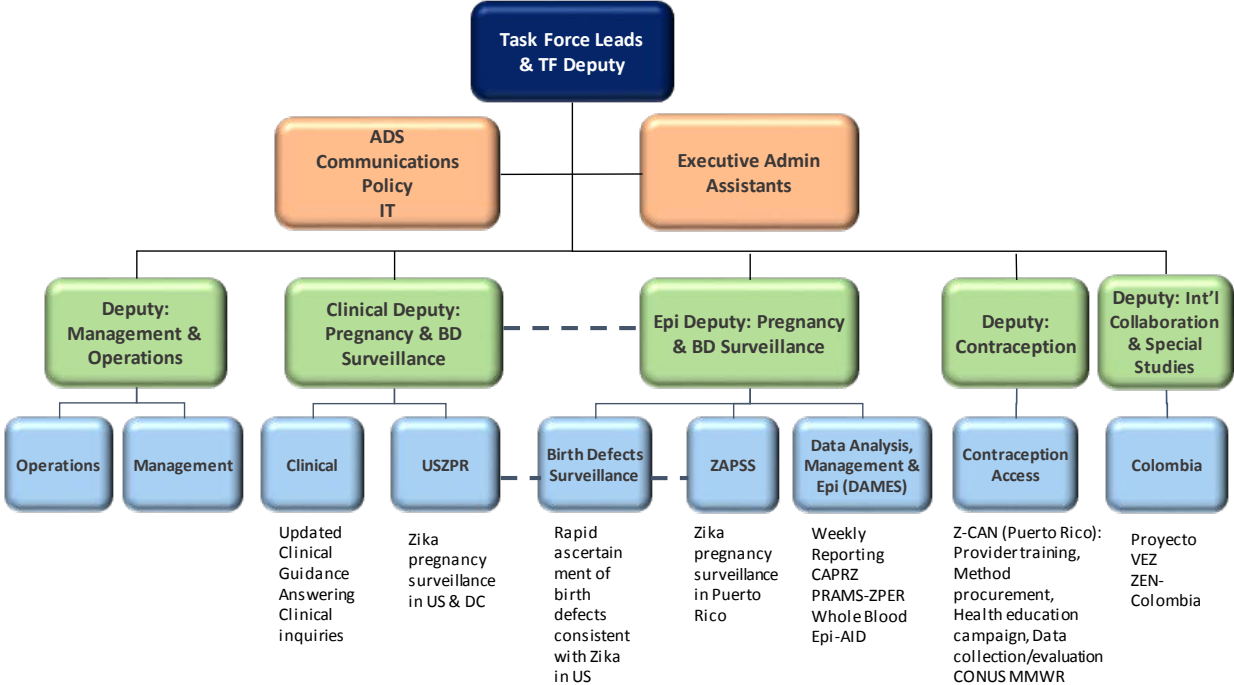 Task Force Leads
& TF Deputy
ADS
Communications
Policy
IT
Executive Admin
Assistants
Deputy:
Management &
Operations
Clinical Deputy:
Pregnancy & BD
Surveillance
Epi Deputy: Pregnancy
& BD Surveillance
Deputy:
Contraception
Deputy: Int'l
Collaboration
& Special
Studies
Operations
Management
Clinical
USZPR
Birth Defects
Surveillance
ZAPSS
Data Analysis,
Management &
Epi (DAMES)
Contraception
Access
Colombia
Updated
Clinical
Guidance
Answering
Clinical
inquiries
Zika
pregnancy
surveillance
in US & DC
Rapid
ascertain
ment of
birth
defects
consistent
with Zika
in US
Zika
pregnancy
surveillance
in Puerto
Rico
Weekly
Reporting
CAPRZ
PRAMS-ZPER
Whole Blood
Epi-AID
Z-CAN (Puerto Rico):
Provider training,
Method
procurement,
Health education
campaign, Data
collection/evaluation
CONUS MMWR
Proyecto
VEZ
ZEN-
Colombia